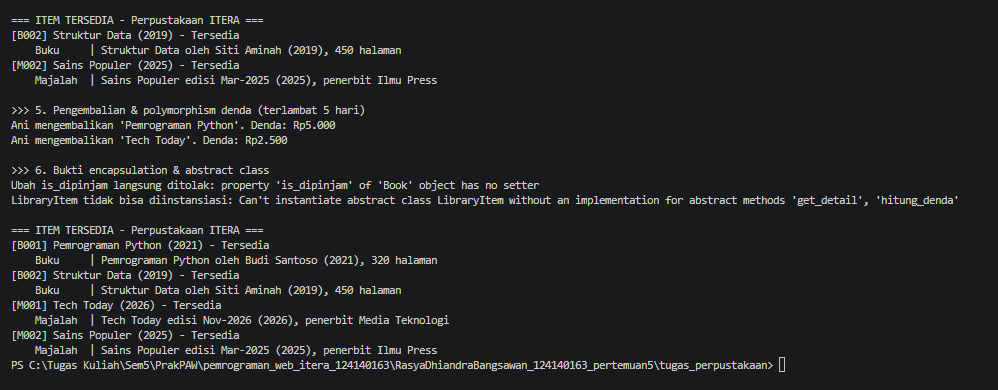 === ITEM TERSEDIA - Perpustakaan ITERA ===
[B002] Struktur Data (2019) - Tersedia
    Buku     | Struktur Data oleh Siti Aminah (2019), 450 halaman
[M002] Sains Populer (2025) - Tersedia
    Majalah  | Sains Populer edisi Mar-2025 (2025), penerbit Ilmu Press

>>> 5. Pengembalian & polymorphism denda (terlambat 5 hari)
Ani mengembalikan 'Pemrograman Python'. Denda: Rp5.000
Ani mengembalikan 'Tech Today'. Denda: Rp2.500

>>> 6. Bukti encapsulation & abstract class
Ubah is_dipinjam langsung ditolak: property 'is_dipinjam' of 'Book' object has no setter
LibraryItem tidak bisa diinstansiasi: Can't instantiate abstract class LibraryItem without an implementation for abstract methods 'get_detail', 'hitung_denda'

=== ITEM TERSEDIA - Perpustakaan ITERA ===
[B001] Pemrograman Python (2021) - Tersedia
    Buku     | Pemrograman Python oleh Budi Santoso (2021), 320 halaman
[B002] Struktur Data (2019) - Tersedia
    Buku     | Struktur Data oleh Siti Aminah (2019), 450 halaman
[M001] Tech Today (2026) - Tersedia
    Majalah  | Tech Today edisi Nov-2026 (2026), penerbit Media Teknologi
[M002] Sains Populer (2025) - Tersedia
    Majalah  | Sains Populer edisi Mar-2025 (2025), penerbit Ilmu Press
PS C:\Tugas Kuliah\Sem5\PrakPAW\pemrograman_web_itera_124140163\RasyaDhiandraBangsawan_124140163_pertemuan5\tugas_perpustakaan>